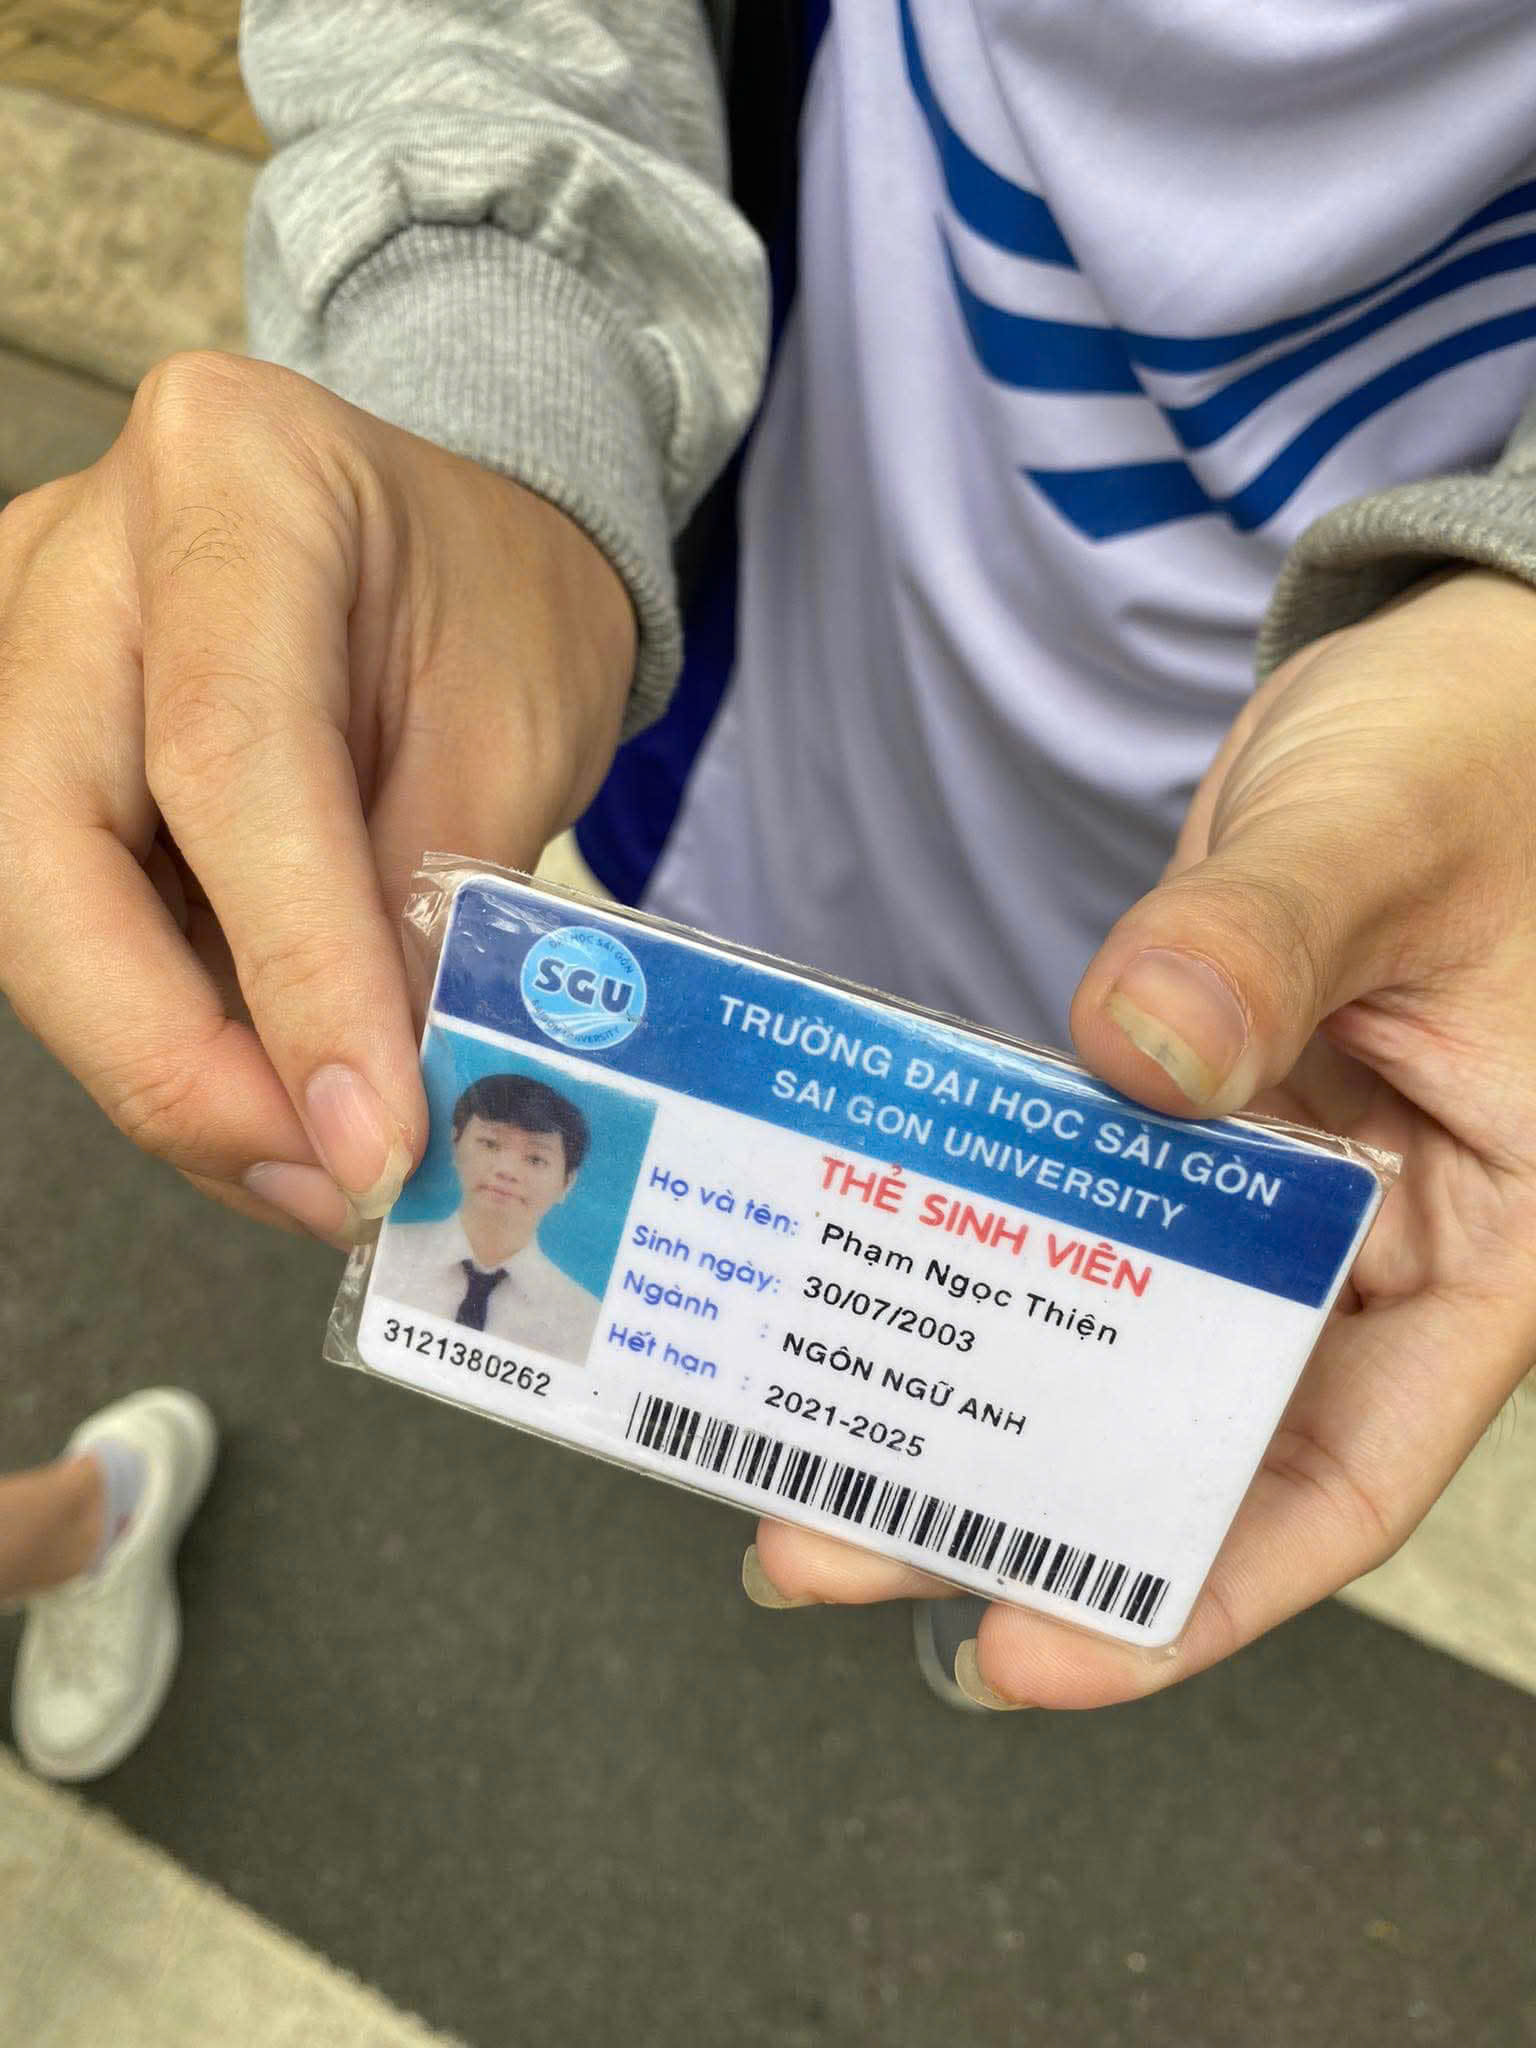 ĐẠI HỌC SÀI GÒN
SGU
SAIGON UNIVERSITY
TRƯỜNG ĐẠI HỌC SÀI GÒN
SAI GON UNIVERSITY
THẺ SINH VIÊN
Họ và tên: Phạm Ngọc Thiện
Sinh ngày: 30/07/2003
Ngành : NGÔN NGỮ ANH
Hết hạn : 2021-2025
3121380262